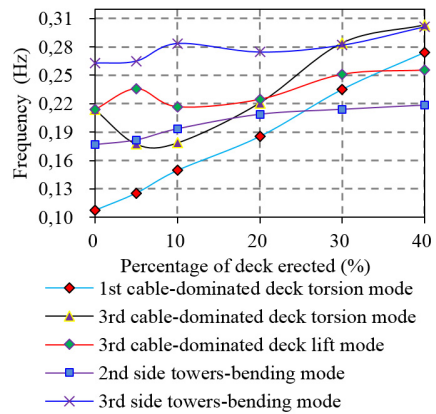 0,31
0,28
0,25
0,22
0,19
0,16
0,13
0,10
Frequency (Hz)
0 10 20 30 40
Percentage of deck erected (%)
1st cable-dominated deck torsion mode
3rd cable-dominated deck torsion mode
3rd cable-dominated deck lift mode
2nd side towers-bending mode
3rd side towers-bending mode